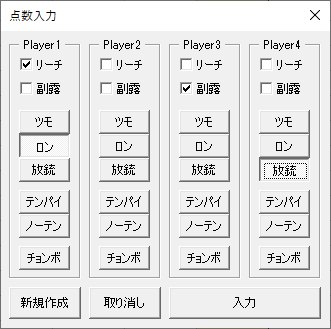 点数入力
Player1 Player2 Player3 Player4
リーチ リーチ リーチ リーチ
副露 副露 副露 副露
ツモ ツモ ツモ ツモ
ロン ロン ロン ロン
放銃 放銃 放銃 放銃
テンパイ テンパイ テンパイ テンパイ
ノーテン ノーテン ノーテン ノーテン
チョンボ チョンボ チョンボ チョンボ
新規作成 取り消し 入力